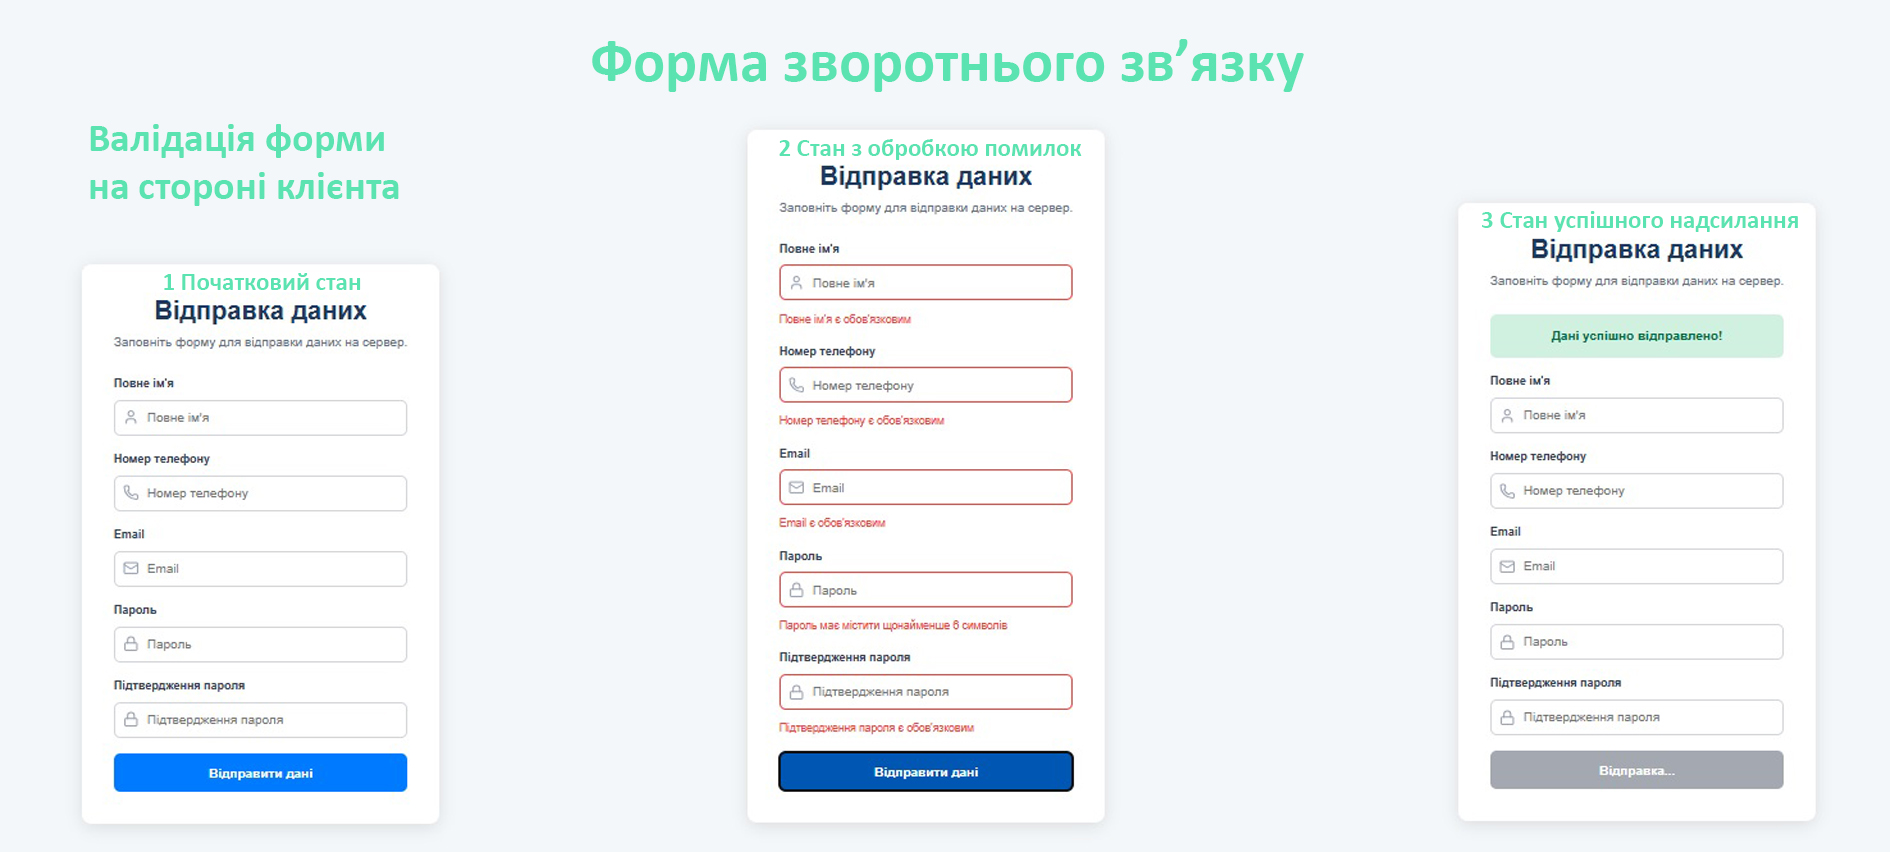 Форма зворотнього зв’язку
Валідація форми
на стороні клієнта
1 Початковий стан
Відправка даних
Заповніть форму для відправки даних на сервер.
Повне ім'я
Повне ім'я
Номер телефону
Номер телефону
Email
Email
Пароль
Пароль
Підтвердження пароля
Підтвердження пароля
Відправити дані
2 Стан з обробкою помилок
Відправка даних
Заповніть форму для відправки даних на сервер.
Повне ім'я
Повне ім'я
Повне ім'я є обов'язковим
Номер телефону
Номер телефону
Номер телефону є обов'язковим
Email
Email
Email є обов'язковим
Пароль
Пароль
Пароль має містити щонайменше 6 символів
Підтвердження пароля
Підтвердження пароля
Підтвердження пароля є обов'язковим
Відправити дані
3 Стан успішного надсилання
Відправка даних
Заповніть форму для відправки даних на сервер.
Дані успішно відправлено!
Повне ім'я
Повне ім'я
Номер телефону
Номер телефону
Email
Email
Пароль
Пароль
Підтвердження пароля
Підтвердження пароля
Відправка...